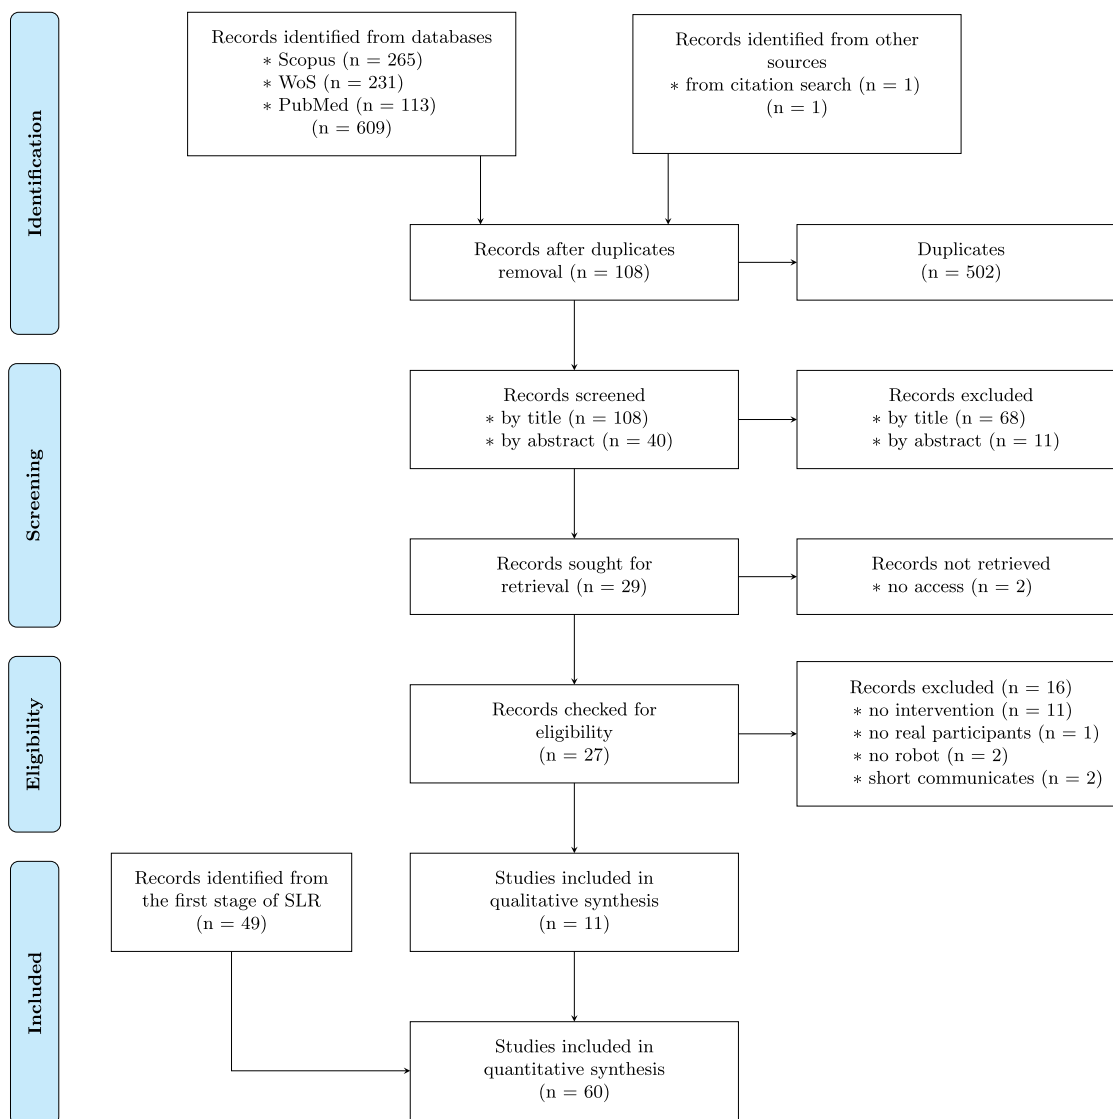 Identification
Records identified from databases
∗ Scopus (n = 265)
∗ WoS (n = 231)
∗ PubMed (n = 113)
(n = 609)
Records identified from other
sources
∗ from citation search (n = 1)
(n = 1)
Records after duplicates
removal (n = 108)
Duplicates
(n = 502)
Screening
Records screened
∗ by title (n = 108)
∗ by abstract (n = 40)
Records excluded
∗ by title (n = 68)
∗ by abstract (n = 11)
Records sought for
retrieval (n = 29)
Records not retrieved
∗ no access (n = 2)
Eligibility
Records checked for
eligibility
(n = 27)
Records excluded (n = 16)
∗ no intervention (n = 11)
∗ no real participants (n = 1)
∗ no robot (n = 2)
∗ short communicates (n = 2)
Included
Records identified from
the first stage of SLR
(n = 49)
Studies included in
qualitative synthesis
(n = 11)
Studies included in
quantitative synthesis
(n = 60)